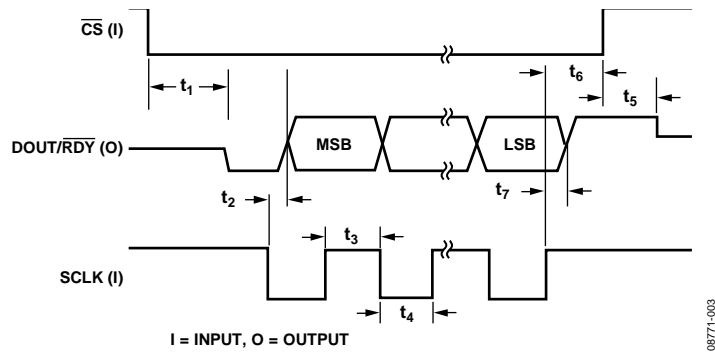 CS (I)
t1
t6
t5
DOUT/RDY (O)
MSB
LSB
t2
t7
t3
SCLK (I)
t4
I = INPUT, O = OUTPUT
08771-003